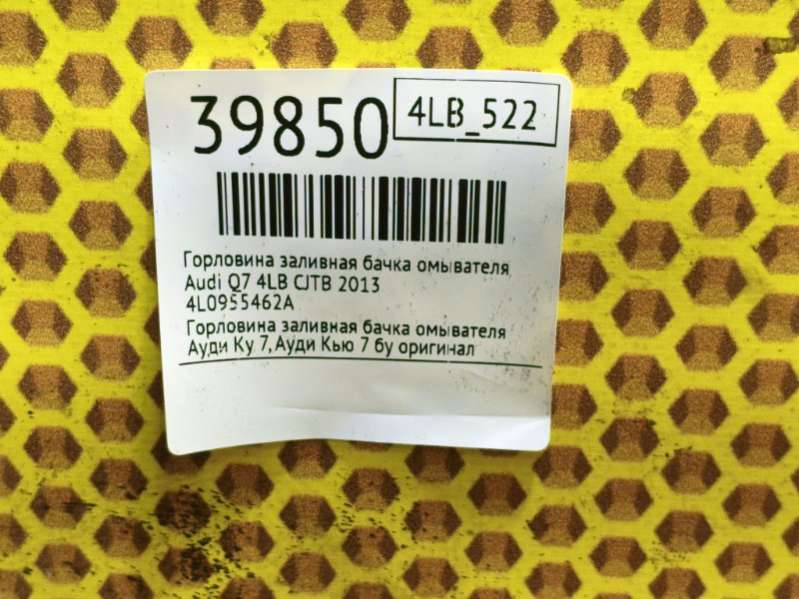 39850
4LB_522
Горловина заливная бачка омывателя
Audi Q7 4LB CJTB 2013
4L0955462A
Горловина заливная бачка омывателя
Ауди Ку 7,Ауди Кью 7 бу оригинал